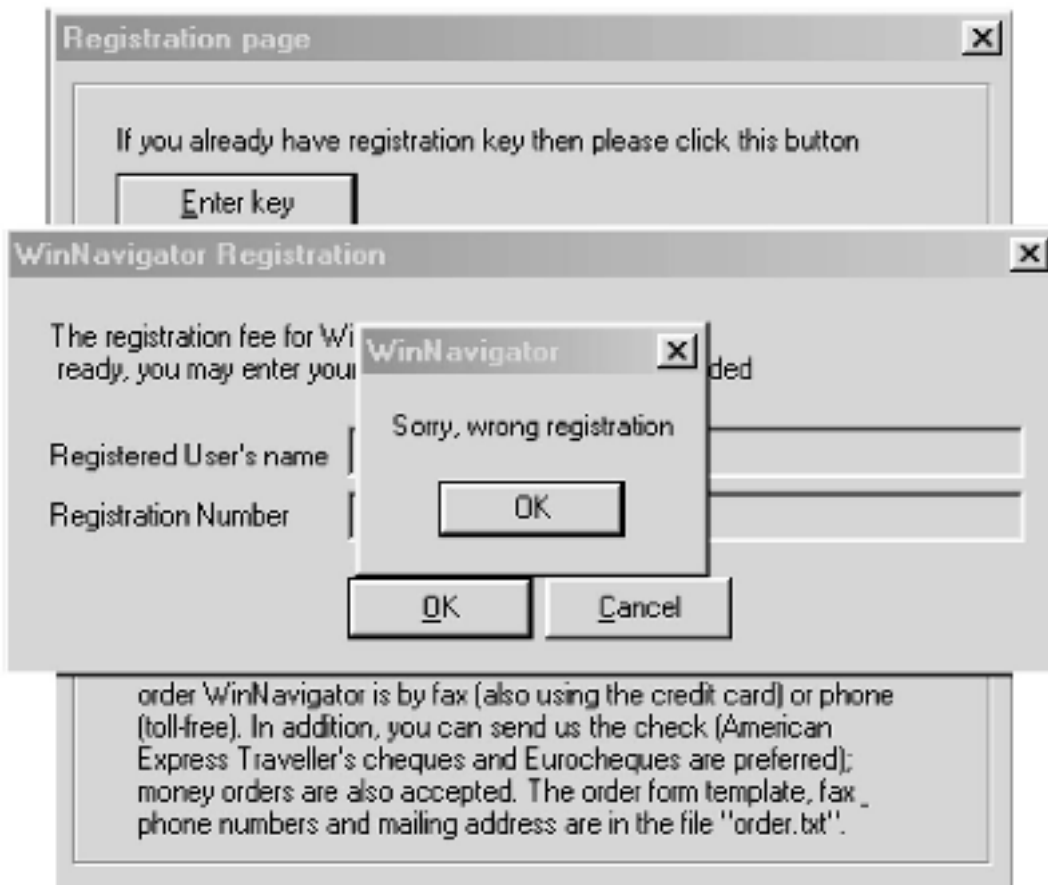 Registration page
If you already have registration key then please click this button
Enter key
WinNavigator Registration
The registration fee for Wi
ready, you may enter your ded
WinNavigator
Sorry, wrong registration
OK
Registered User's name
Registration Number
OK Cancel
order WinNavigator is by fax (also using the credit card) or phone
(toll-free). In addition, you can send us the check (American
Express Traveller's cheques and Eurocheques are preferred);
money orders are also accepted. The order form template, fax
phone numbers and mailing address are in the file "order.txt".